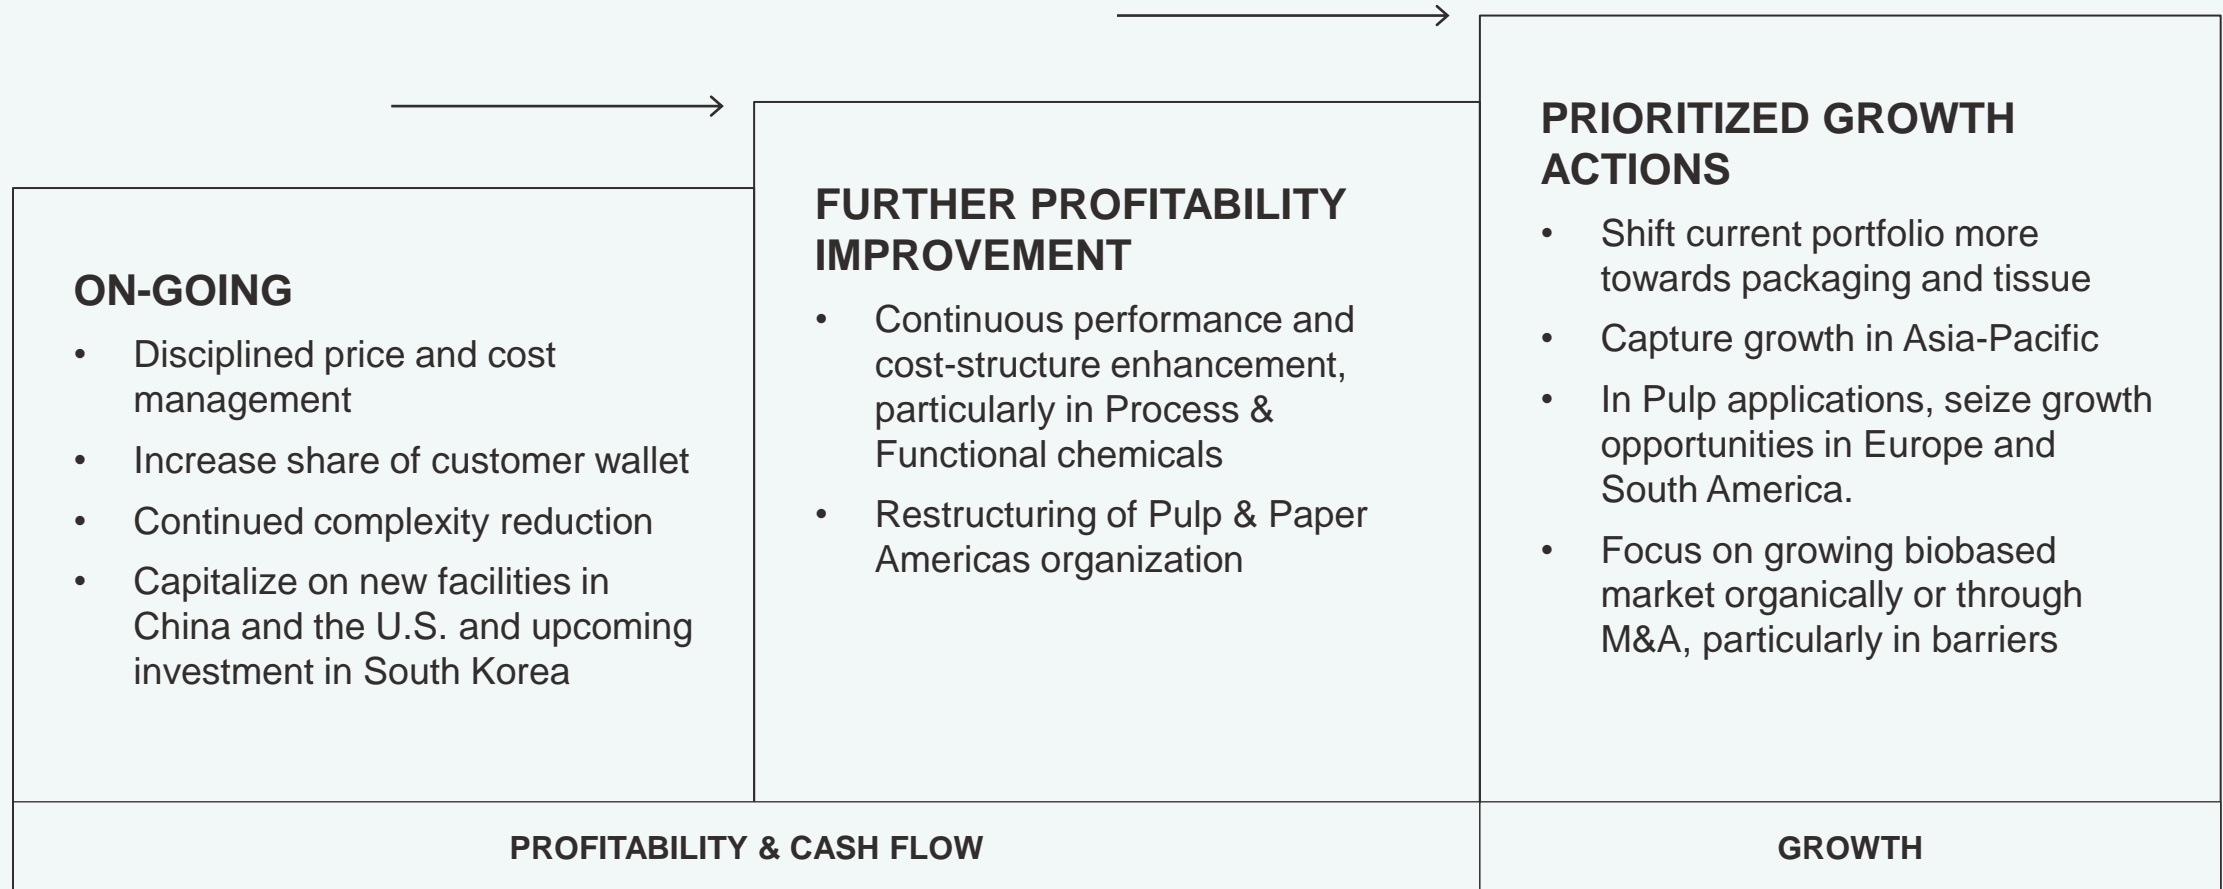 ON-GOING
• Disciplined price and cost
management
• Increase share of customer wallet
• Continued complexity reduction
• Capitalize on new facilities in
China and the U.S. and upcoming
investment in South Korea
FURTHER PROFITABILITY
IMPROVEMENT
• Continuous performance and
cost-structure enhancement,
particularly in Process &
Functional chemicals
• Restructuring of Pulp & Paper
Americas organization
PRIORITIZED GROWTH
ACTIONS
• Shift current portfolio more
towards packaging and tissue
• Capture growth in Asia-Pacific
• In Pulp applications, seize growth
opportunities in Europe and
South America.
• Focus on growing biobased
market organically or through
M&A, particularly in barriers
PROFITABILITY & CASH FLOW
GROWTH